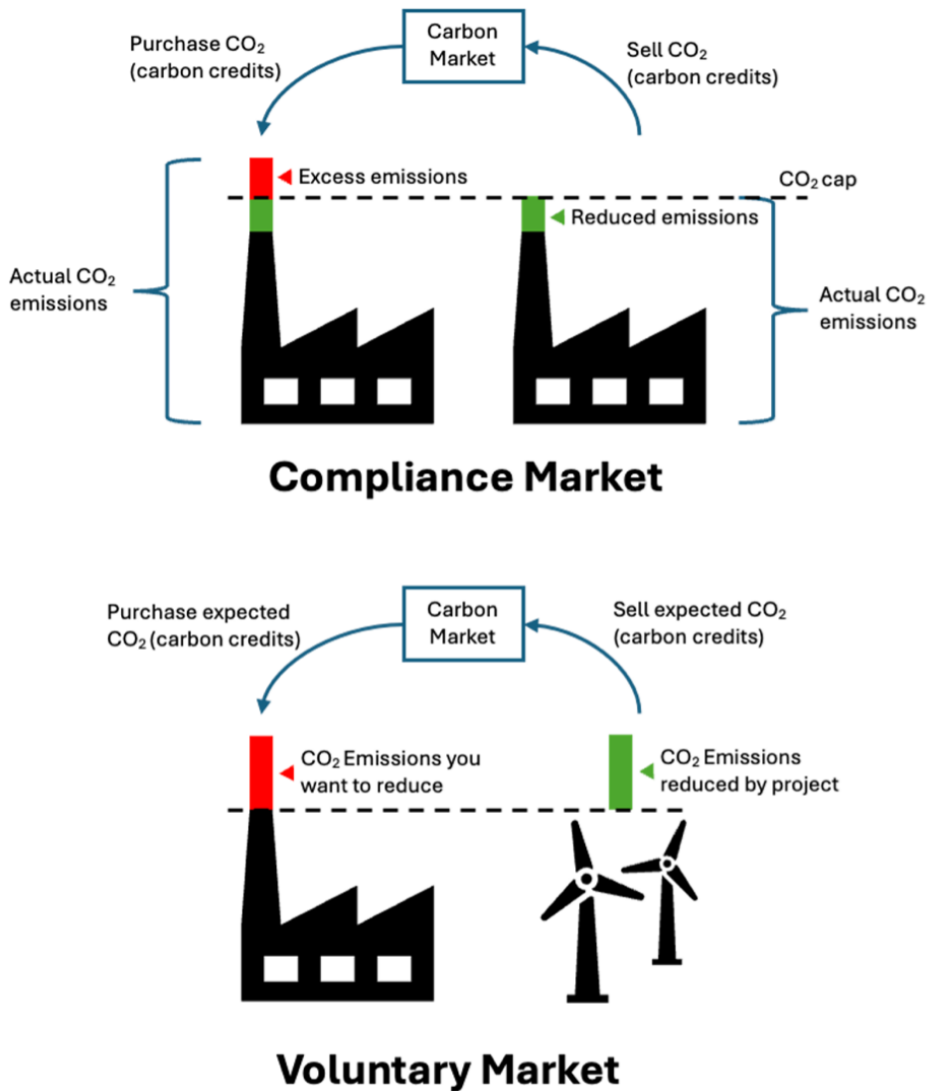 Carbon
Market
Purchase CO₂
(carbon credits)
Sell CO₂
(carbon credits)
Excess emissions
CO₂ cap
Reduced emissions
Actual CO₂
emissions
Actual CO₂
emissions
Compliance Market
Carbon
Market
Purchase expected
CO₂ (carbon credits)
Sell expected CO₂
(carbon credits)
CO₂ Emissions you
want to reduce
CO₂ Emissions
reduced by project
Voluntary Market